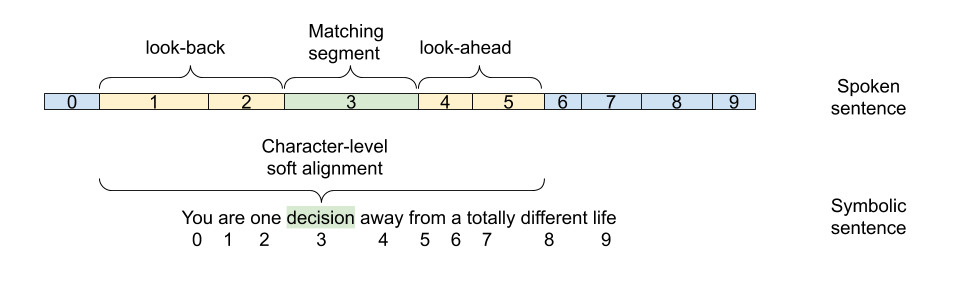 look-back
Matching
segment
look-ahead
0 1 2 3 4 5 6 7 8 9
Spoken
sentence
Character-level
soft alignment
You are one decision away from a totally different life
0 1 2 3 4 5 6 7 8 9
Symbolic
sentence